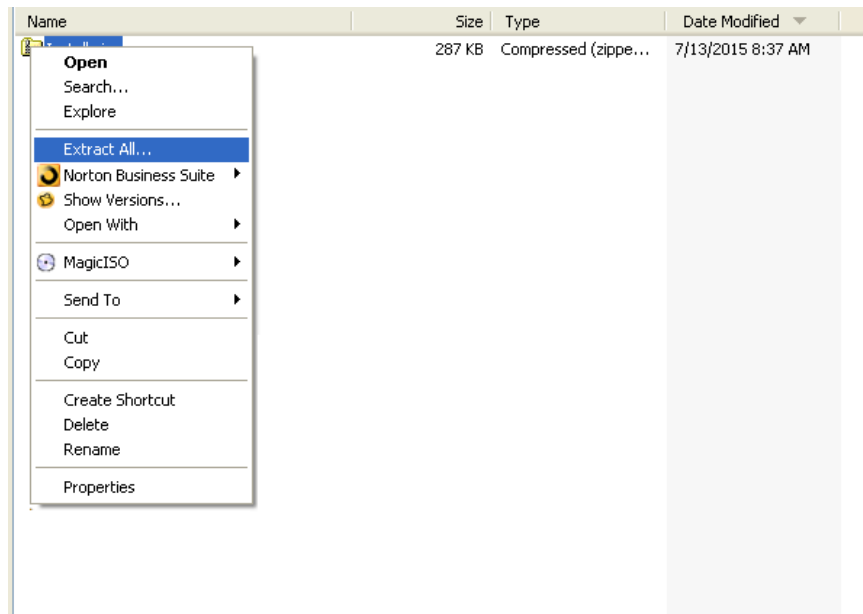 Name Size Type Date Modified
287 KB Compressed (zippe... 7/13/2015 8:37 AM
Open
Search...
Explore
Extract All...
Norton Business Suite
Show Versions...
Open With
MagicISO
Send To
Cut
Copy
Create Shortcut
Delete
Rename
Properties